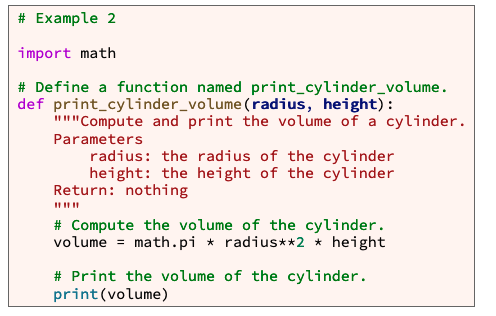 # Example 2

import math

# Define a function named print_cylinder_volume.
def print_cylinder_volume(radius, height):
    """Compute and print the volume of a cylinder.
    Parameters
        radius: the radius of the cylinder
        height: the height of the cylinder
    Return: nothing
    """
    # Compute the volume of the cylinder.
    volume = math.pi * radius**2 * height

    # Print the volume of the cylinder.
    print(volume)